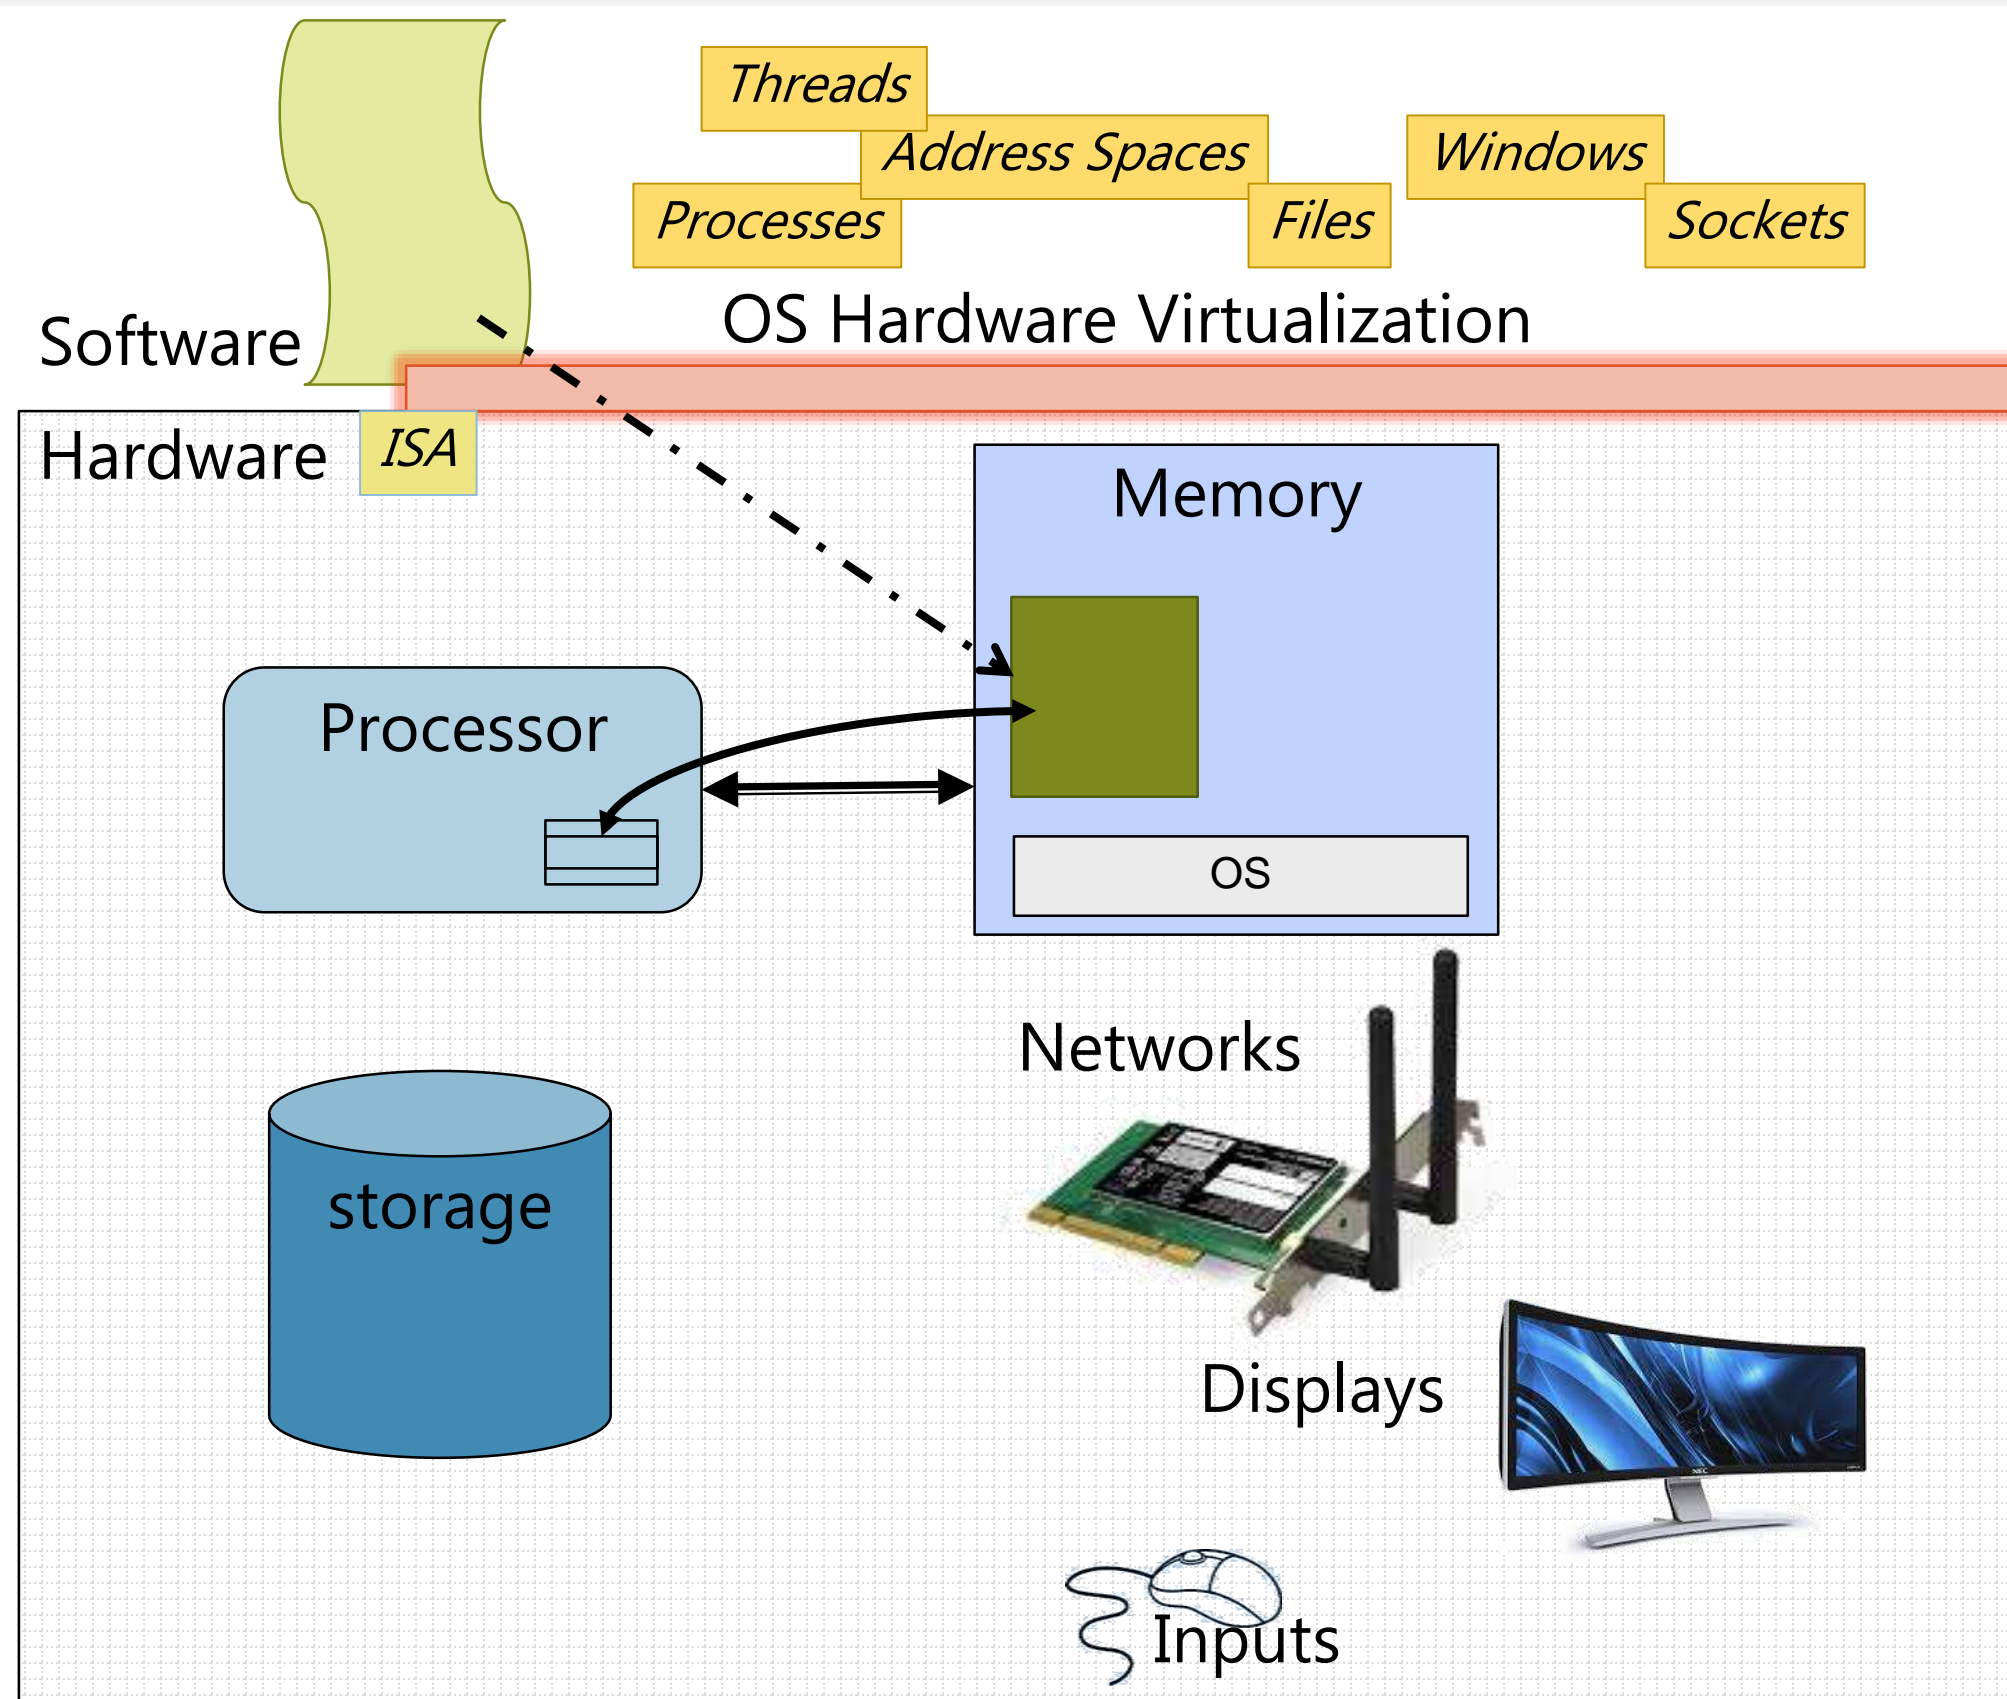 Threads
Address Spaces
Windows
Processes
Files
Sockets
OS Hardware Virtualization
Software
Hardware
ISA
Memory
Processor
OS
Networks
storage
Displays
NEC
Inputs